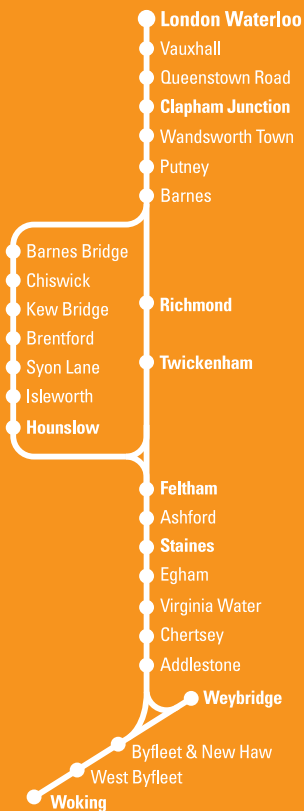 London Waterloo
Vauxhall
Queenstown Road
Clapham Junction
Wandsworth Town
Putney
Barnes
Barnes Bridge
Chiswick
Kew Bridge
Brentford
Syon Lane
Isleworth
Hounslow
Richmond
Twickenham
Feltham
Ashford
Staines
Egham
Virginia Water
Chertsey
Addlestone
Weybridge
Byfleet & New Haw
West Byfleet
Woking